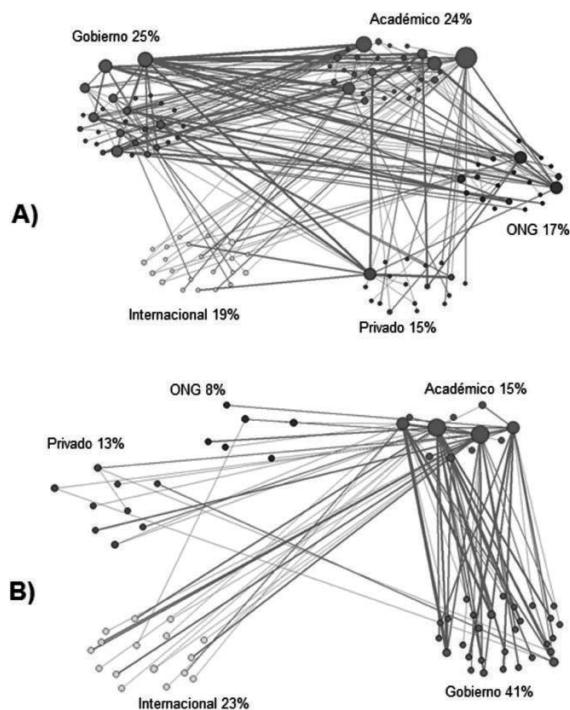 Gobierno 25%
Académico 24%
A)
ONG 17%
Internacional 19%
Privado 15%
ONG 8%
Académico 15%
Privado 13%
B)
Internacional 23%
Gobierno 41%